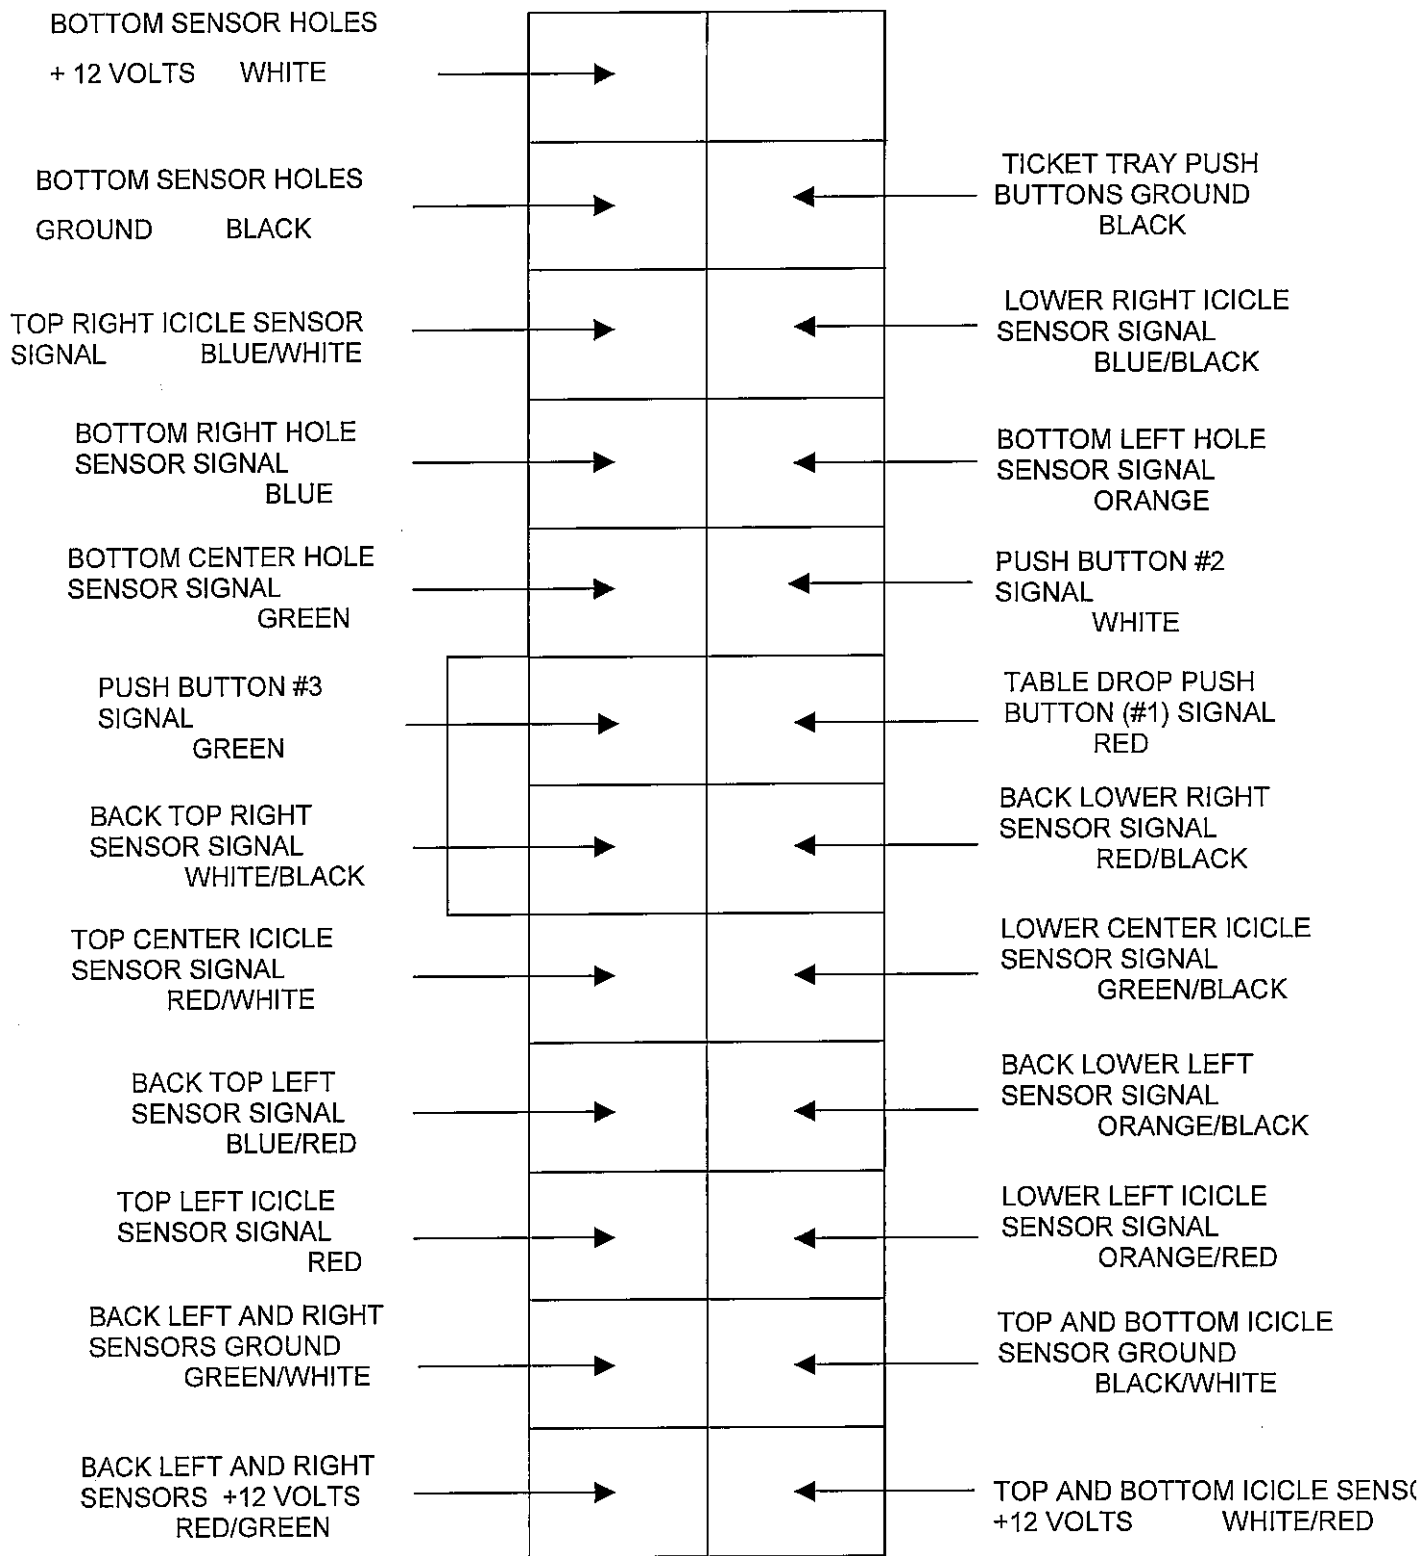 BOTTOM SENSOR HOLES
+ 12 VOLTS WHITE
BOTTOM SENSOR HOLES
GROUND BLACK
TICKET TRAY PUSH
BUTTONS GROUND
BLACK
TOP RIGHT ICICLE SENSOR
SIGNAL BLUE/WHITE
LOWER RIGHT ICICLE
SENSOR SIGNAL
BLUE/BLACK
BOTTOM RIGHT HOLE
SENSOR SIGNAL
BLUE
BOTTOM LEFT HOLE
SENSOR SIGNAL
ORANGE
BOTTOM CENTER HOLE
SENSOR SIGNAL
GREEN
PUSH BUTTON #2
SIGNAL
WHITE
PUSH BUTTON #3
SIGNAL
GREEN
TABLE DROP PUSH
BUTTON (#1) SIGNAL
RED
BACK TOP RIGHT
SENSOR SIGNAL
WHITE/BLACK
BACK LOWER RIGHT
SENSOR SIGNAL
RED/BLACK
TOP CENTER ICICLE
SENSOR SIGNAL
RED/WHITE
LOWER CENTER ICICLE
SENSOR SIGNAL
GREEN/BLACK
BACK TOP LEFT
SENSOR SIGNAL
BLUE/RED
BACK LOWER LEFT
SENSOR SIGNAL
ORANGE/BLACK
TOP LEFT ICICLE
SENSOR SIGNAL
RED
LOWER LEFT ICICLE
SENSOR SIGNAL
ORANGE/RED
BACK LEFT AND RIGHT
SENSORS GROUND
GREEN/WHITE
TOP AND BOTTOM ICICLE
SENSOR GROUND
BLACK/WHITE
BACK LEFT AND RIGHT
SENSORS +12 VOLTS
RED/GREEN
TOP AND BOTTOM ICICLE
+12 VOLTS WHITE/RED